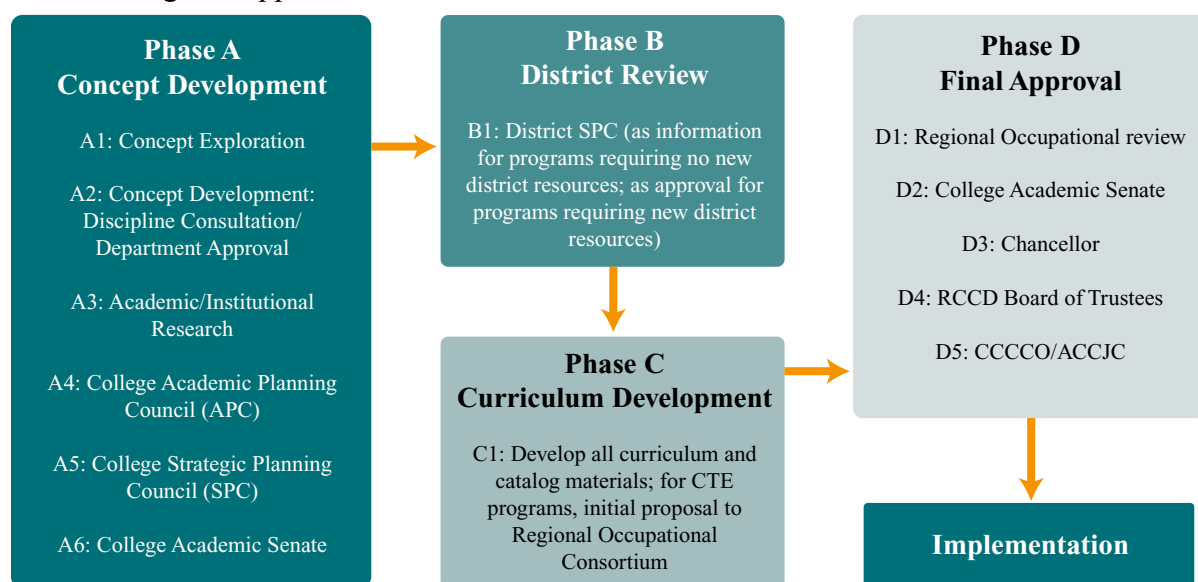 Phase A
Concept Development
A1: Concept Exploration
A2: Concept Development:
Discipline Consultation/
Department Approval
A3: Academic/Institutional
Research
A4: College Academic Planning
Council (APC)
A5: College Strategic Planning
Council (SPC)
A6: College Academic Senate
Phase B
District Review
B1: District SPC (as information
for programs requiring no new
district resources; as approval for
programs requiring new district
resources)
Phase C
Curriculum Development
C1: Develop all curriculum and
catalog materials; for CTE
programs, initial proposal to
Regional Occupational
Consortium
Phase D
Final Approval
D1: Regional Occupational review
D2: College Academic Senate
D3: Chancellor
D4: RCCD Board of Trustees
D5: CCCCO/ACCJC
Implementation